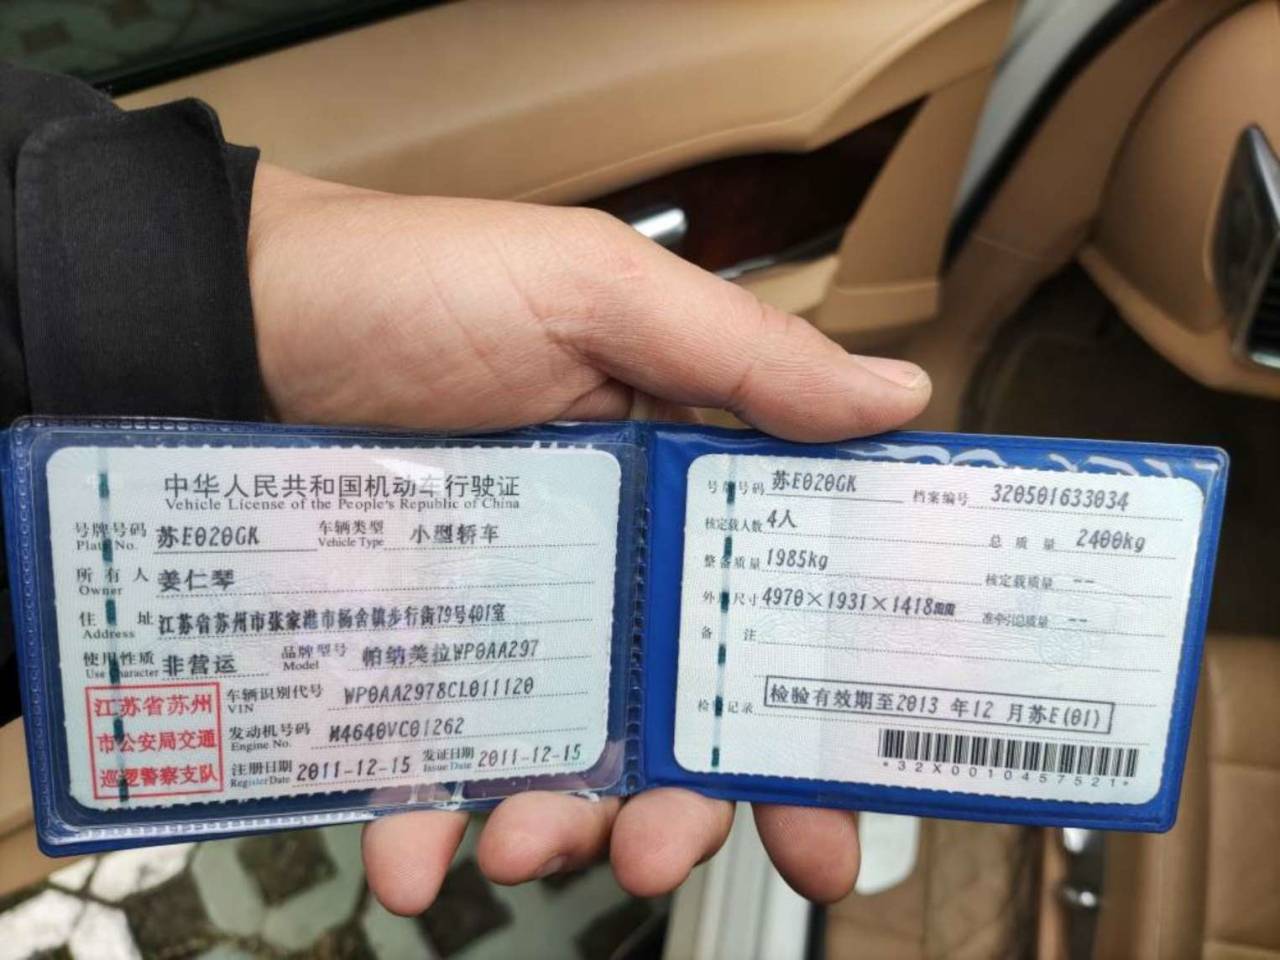 中华人民共和国机动车行驶证
Vehicle License of the People's Republic of China
号牌号码 苏E020GK 车辆类型 小型轿车
Plate No. Vehicle Type
所有人 姜仁琴
Owner
住址 江苏省苏州市张家港市杨舍镇步行街79号401室
Address
使用性质 非营运 品牌型号 帕纳美拉WP0AA297
Use Character Model
江苏省苏州
市公安局交通
巡逻警察支队
车辆识别代号 WP0AA2978CL011120
VIN
发动机号码 M4640VC01262
Engine No.
注册日期 2011-12-15 发证日期 2011-12-15
Register Date Issue Date
号牌号码 苏E020GK 档案编号 320501633034
核定载人数 4人 总质量 2400kg
整备质量 1985kg 核定载质量 --
外廓尺寸 4970×1931×1418mm 准牵引总质量 --
备注
检验记录 检验有效期至2013年12月苏E(01)
*32X0010457521*